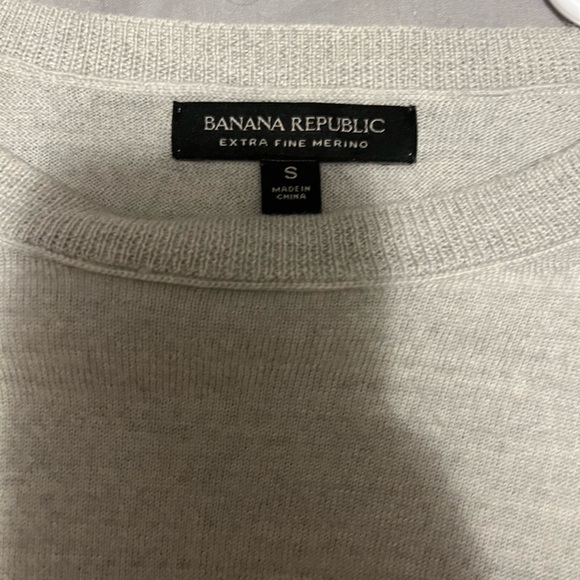 BANANA REPUBLIC
EXTRA FINE MERINO
S
MADE IN
CHINA